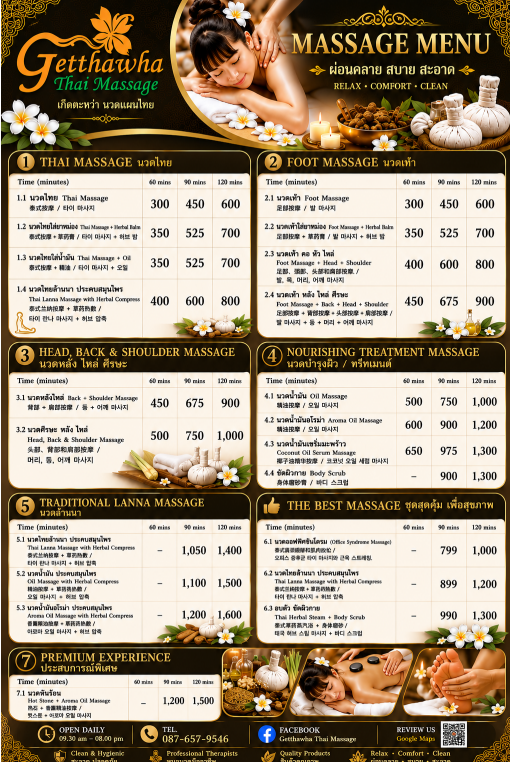 Getthawha
Thai Massage
เก็ดตะหว่า นวดแผนไทย
MASSAGE MENU
ผ่อนคลาย สบาย สะอาด
RELAX • COMFORT • CLEAN
1 THAI MASSAGE นวดไทย
Time (minutes) 60 mins 90 mins 120 mins
1.1 นวดไทย Thai Massage 300 450 600
泰式按摩 / 타이 마사지
1.2 นวดไทยใส่ยาหม่อง Thai Massage + Herbal Balm 350 525 700
泰式按摩 + 草药膏 / 타이 마사지 + 허브 밤
1.3 นวดไทยใส่น้ำมัน Thai Massage + Oil 350 525 700
泰式按摩 + 精油 / 타이 마사지 + 오일
1.4 นวดไทยล้านนา ประคบสมุนไพร 400 600 800
Thai Lanna Massage with Herbal Compress
泰式兰纳按摩 + 草药热敷 /
타이 란나 마사지 + 허브 압축
2 FOOT MASSAGE นวดเท้า
Time (minutes) 60 mins 90 mins 120 mins
2.1 นวดเท้า Foot Massage 300 450 600
足部按摩 / 발 마사지
2.2 นวดเท้าใส่ยาหม่อง Foot Massage + Herbal Balm 350 525 700
足部按摩 + 草药膏 / 발 마사지 + 허브 밤
2.3 นวดเท้า คอ หัว ไหล่ 400 600 800
Foot Massage + Head + Shoulder
足部、頭部、头部和肩部按摩 /
발, 목, 머리, 어깨 마사지
2.4 นวดเท้า หลัง ไหล่ ศีรษะ 450 675 900
Foot Massage + Back + Head + Shoulder
足部按摩 + 背部按摩 + 头部按摩 + 肩部按摩 /
발 마사지 + 등 + 머리 + 어깨 마사지
3 HEAD, BACK & SHOULDER MASSAGE
นวดหลัง ไหล่ ศีรษะ
Time (minutes) 60 mins 90 mins 120 mins
3.1 นวดหลังไหล่ Back + Shoulder Massage 450 675 900
背部 + 肩部按摩 / 등 + 어깨 마사지
3.2 นวดศีรษะ หลัง ไหล่ 500 750 1,000
Head, Back & Shoulder Massage
头部、背部和肩部按摩 /
머리, 등, 어깨 마사지
4 NOURISHING TREATMENT MASSAGE
นวดบำรุงผิว / ทรีทเมนต์
Time (minutes) 60 mins 90 mins 120 mins
4.1 นวดน้ำมัน Oil Massage 500 750 1,000
精油按摩 / 오일 마사지
4.2 นวดน้ำมันอโรม่า Aroma Oil Massage 600 900 1,200
精油按摩 / 오일 마사지
4.3 นวดน้ำมันเซรั่มมะพร้าว 650 975 1,300
Coconut Oil Serum Massage
椰子油精华按摩 / 코코넛 오일 세럼 마사지
4.4 ขัดผิวกาย Body Scrub – 900 1,300
身体磨砂膏 / 바디 스크럽
5 TRADITIONAL LANNA MASSAGE
นวดล้านนา
Time (minutes) 60 mins 90 mins 120 mins
5.1 นวดไทยล้านนา ประคบสมุนไพร – 1,050 1,400
Thai Lanna Massage with Herbal Compress
泰式兰纳按摩 + 草药热敷 /
타이 란나 마사지 + 허브 압축
5.2 นวดน้ำมัน ประคบสมุนไพร – 1,100 1,500
Oil Massage with Herbal Compress
精油按摩 + 草药热敷 /
오일 마사지 + 허브 압축
5.3 นวดน้ำมันอโรม่า ประคบสมุนไพร – 1,200 1,600
Aroma Oil Massage with Herbal Compress
香薰精油按摩 + 草药热敷 /
아로마 오일 마사지 + 허브 압축
THE BEST MASSAGE ชุดสุดคุ้ม เพื่อสุขภาพ
Time (minutes) 60 mins 90 mins 120 mins
6.1 นวดออฟฟิศซินโดรม (Office Syndrome Massage) – 799 1,000
오피스 증후군 타이 마사지와 근육 스트레칭
6.2 นวดไทยล้านนา ประคบสมุนไพร – 899 1,200
Thai Lanna Massage with Herbal Compress
泰式兰纳按摩 + 草药热敷 /
타이 란나 마사지 + 허브 압축
6.3 อบตัว ขัดผิวกาย – 990 1,300
Thai Herbal Steam + Body Scrub
泰式草药蒸汽浴 + 身体磨砂 /
태국 허브 스팀 마사지 + 바디 스크럽
7 PREMIUM EXPERIENCE
ประสบการณ์พิเศษ
Time (minutes) 60 mins 90 mins 120 mins
7.1 นวดหินร้อน – 1,200 1,500
Hot Stone + Aroma Oil Massage
热石 + 香薰精油按摩 /
핫스톤 + 아로마 오일 마사지
OPEN DAILY
09.30 am – 08.00 pm
TEL.
087-657-9546
FACEBOOK
Getthawha Thai Massage
REVIEW US
Google Maps
Clean & Hygienic
Professional Therapists
Quality Products
Relax - Comfort - Clean